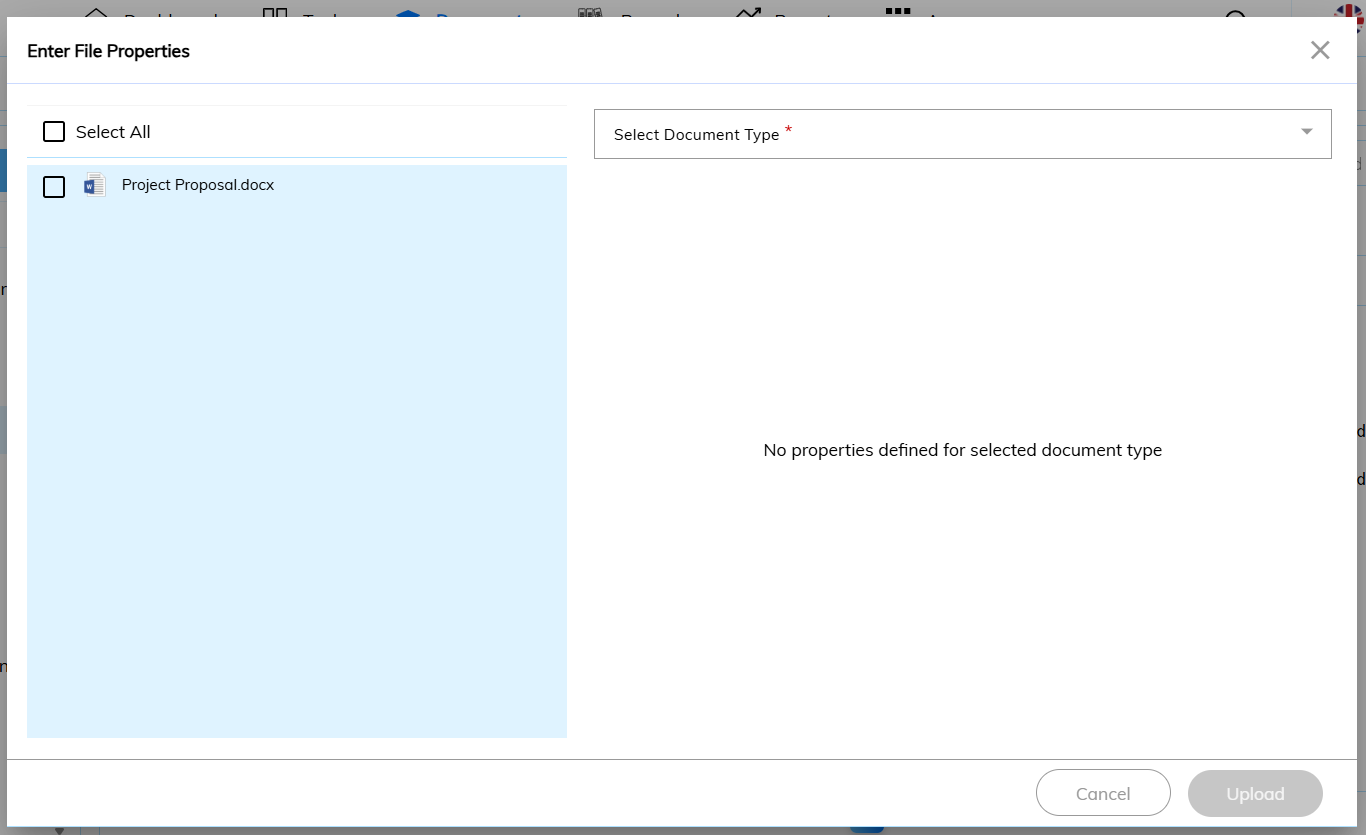 Enter File Properties
Select All
Select Document Type *
Project Proposal.docx
No properties defined for selected document type
Cancel
Upload